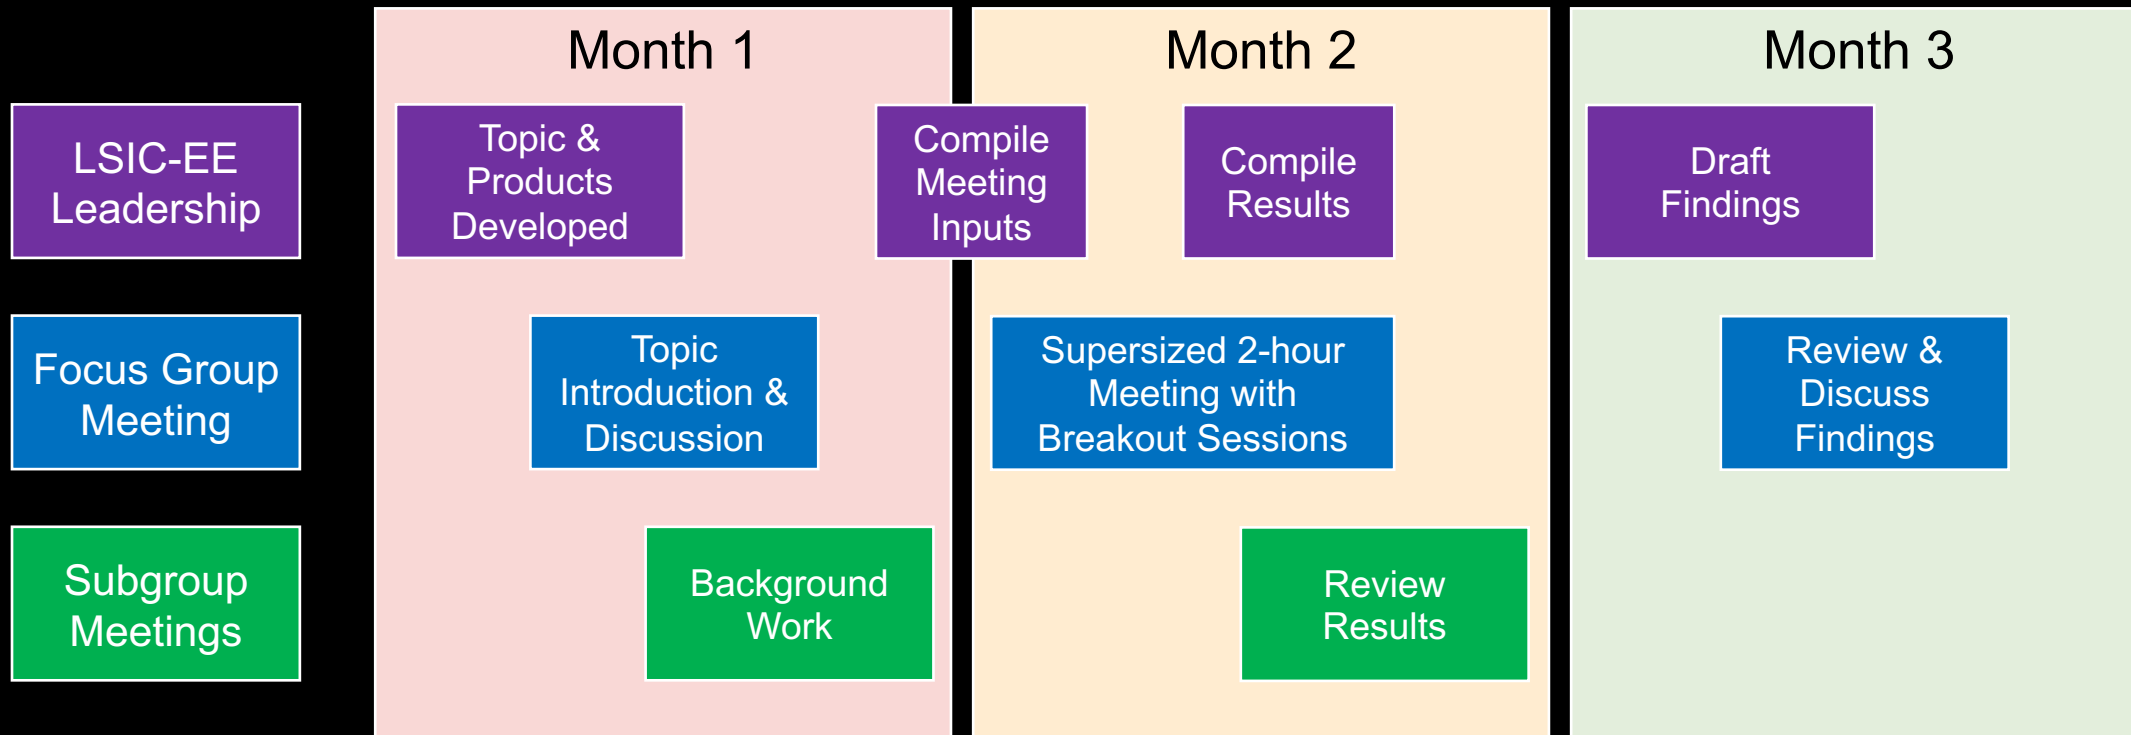 Month 1
Month 2
Month 3
LSIC-EE
Leadership
Topic &
Products
Developed
Compile
Meeting
Inputs
Compile
Results
Draft
Findings
Focus Group
Meeting
Topic
Introduction &
Discussion
Supersized 2-hour
Meeting with
Breakout Sessions
Review &
Discuss
Findings
Subgroup
Meetings
Background
Work
Review
Results